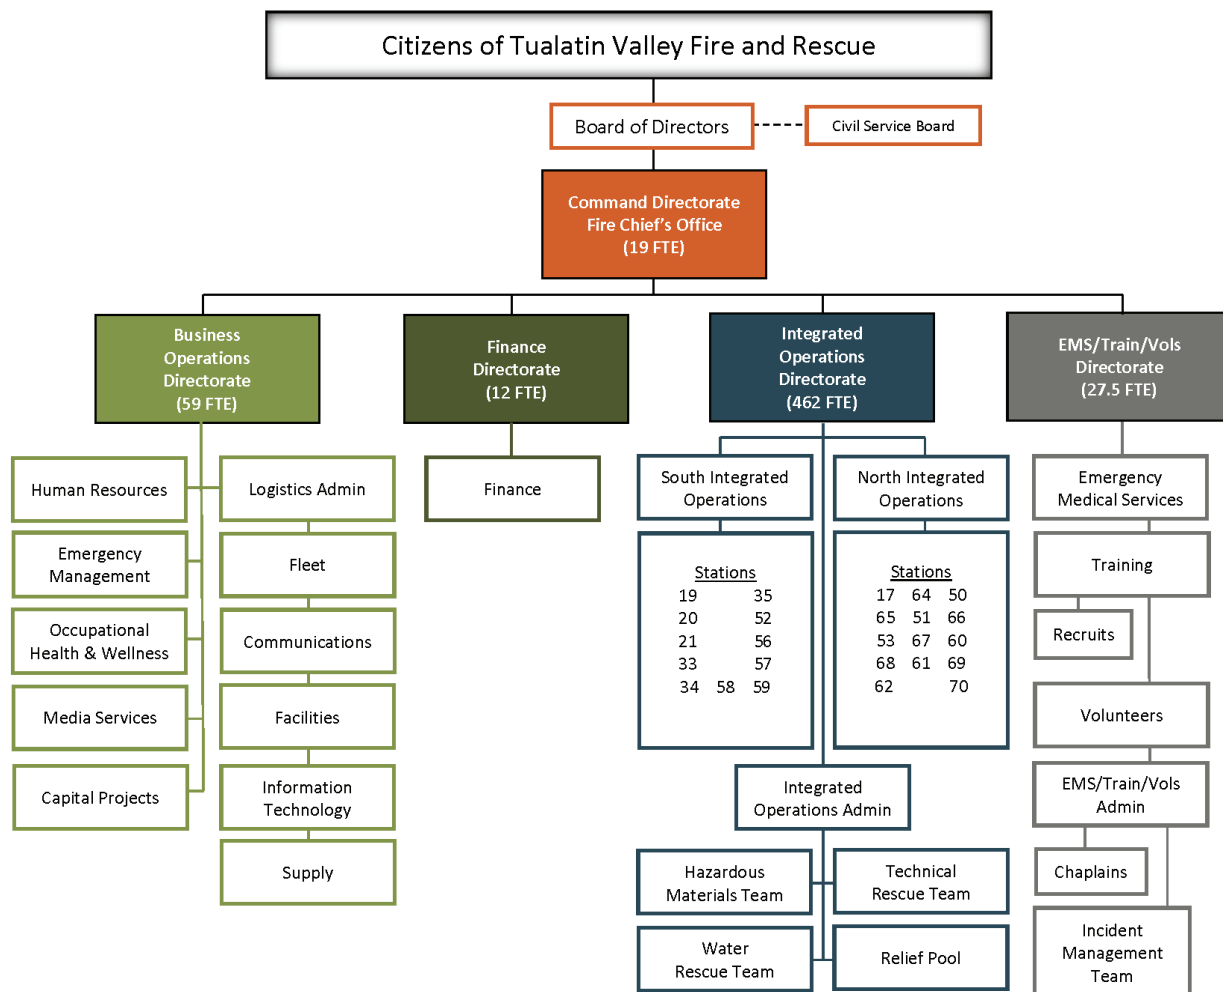 Citizens of Tualatin Valley Fire and Rescue
Board of Directors
Civil Service Board
Command Directorate
Fire Chief's Office
(19 FTE)
Business
Operations
Directorate
(59 FTE)
Finance
Directorate
(12 FTE)
Integrated
Operations
Directorate
(462 FTE)
EMS/Train/Vols
Directorate
(27.5 FTE)
Human Resources
Emergency
Management
Occupational
Health & Wellness
Media Services
Capital Projects
Logistics Admin
Fleet
Communications
Facilities
Information
Technology
Supply
Finance
South Integrated
Operations
Stations
19 35
20 52
21 56
33 57
34 58 59
North Integrated
Operations
Stations
17 64 50
65 51 66
53 67 60
68 61 69
62 70
Integrated
Operations Admin
Hazardous
Materials Team
Technical
Rescue Team
Water
Rescue Team
Relief Pool
Emergency
Medical Services
Training
Recruits
Volunteers
EMS/Train/Vols
Admin
Chaplains
Incident
Management
Team